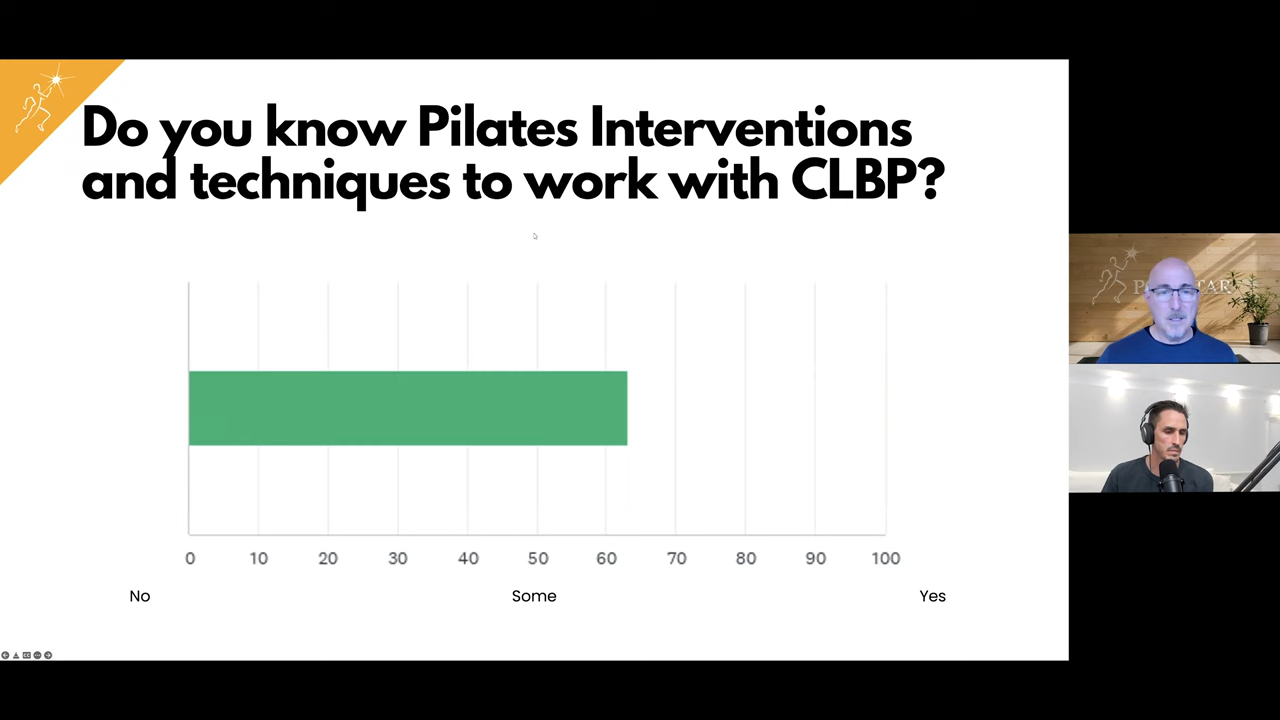 Do you know Pilates Interventions
and techniques to work with CLBP?
0 10 20 30 40 50 60 70 80 90 100
No Some Yes